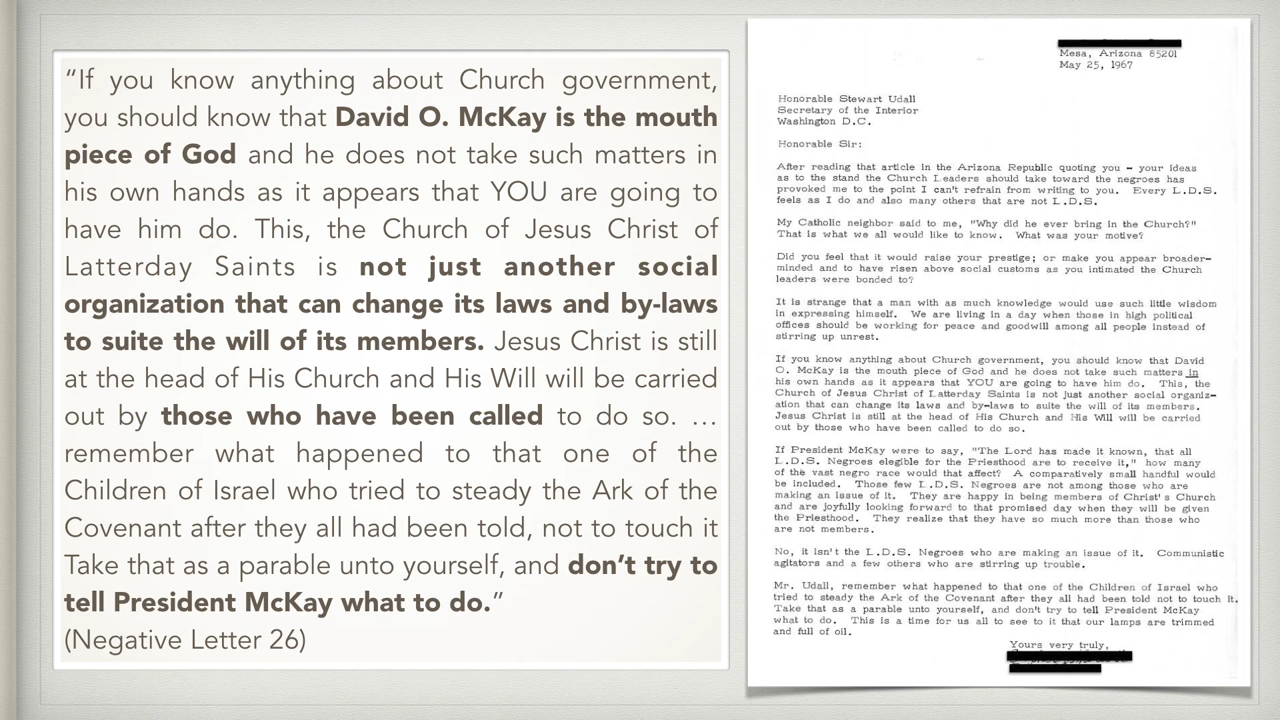 “If you know anything about Church government,
you should know that David O. McKay is the mouth
piece of God and he does not take such matters in
his own hands as it appears that YOU are going to
have him do. This, the Church of Jesus Christ of
Latterday Saints is not just another social
organization that can change its laws and by-laws
to suite the will of its members. Jesus Christ is still
at the head of His Church and His Will will be carried
out by those who have been called to do so. …
remember what happened to that one of the
Children of Israel who tried to steady the Ark of the
Covenant after they all had been told, not to touch it
Take that as a parable unto yourself, and don’t try to
tell President McKay what to do.”
(Negative Letter 26)
Mesa, Arizona 85201
May 25, 1967
Honorable Stewart Udall
Secretary of the Interior
Washington D.C.
Honorable Sir:
After reading that article in the Arizona Republic quoting you - your ideas
as to the stand the Church Leaders should take toward the negroes has
provoked me to the point I can't refrain from writing to you. Every L.D.S.
feels as I do and also many others that are not L.D.S.
My Catholic neighbor said to me, "Why did he ever bring in the Church?"
That is what we all would like to know. What was your motive?
Did you feel that it would raise your prestige; or make you appear broader-
minded and to have risen above social customs as you intimated the Church
leaders were bonded to?
It is strange that a man with as much knowledge would use such little wisdom
in expressing himself. We are living in a day when those in high political
offices should be working for peace and goodwill among all people instead of
stirring up unrest.
If you know anything about Church government, you should know that David
O. McKay is the mouth piece of God and he does not take such matters in
his own hands as it appears that YOU are going to have him do. This, the
Church of Jesus Christ of Latterday Saints is not just another social organiz-
ation that can change its laws and by-laws to suite the will of its members.
Jesus Christ is still at the head of His Church and His Will will be carried
out by those who have been called to do so.
If President McKay were to say, "The Lord has made it known, that all
L.D.S. Negroes elegible for the Priesthood are to receive it," how many
of the vast negro race would that affect? A comparatively small handful would
be included. Those few L.D.S. Negroes are not among those who are
making an issue of it. They are happy in being members of Christ's Church
and are joyfully looking forward to that promised day when they will be given
the Priesthood. They realize that they have so much more than those who
are not members.
No, it isn't the L.D.S. Negroes who are making an issue of it. Communistic
agitators and a few others who are stirring up trouble.
Mr. Udall, remember what happened to that one of the Children of Israel who
tried to steady the Ark of the Covenant after they all had been told not to touch it.
Take that as a parable unto yourself, and don't try to tell President McKay
what to do. This is a time for us all to see to it that our lamps are trimmed
and full of oil.
Yours very truly,